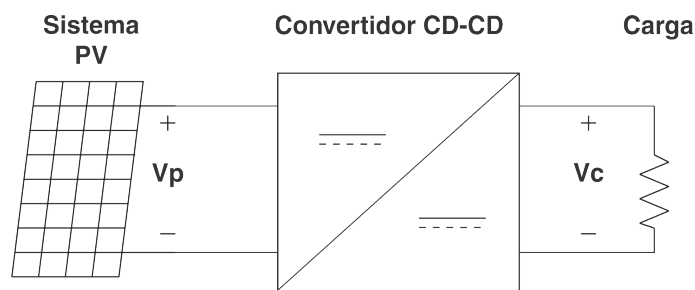 Sistema
PV
Convertidor CD-CD
Carga
+
+
Vp
Vc
−
−